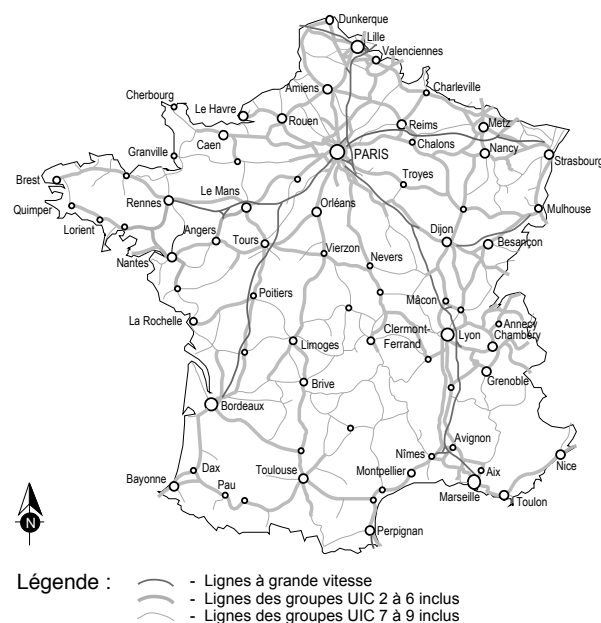 Dunkerque
Lille
Valenciennes
Amiens
Charleville
Cherbourg
Le Havre
Rouen
Reims
Metz
Caen
Chalons
Nancy
Granville
PARIS
Strasbourg
Brest
Troyes
Rennes
Le Mans
Quimper
Orléans
Mulhouse
Lorient
Angers
Dijon
Tours
Besançon
Nantes
Vierzon
Nevers
Poitiers
Mâcon
La Rochelle
Clermont-
Ferrand
Annecy
Limoges
Lyon
Chambéry
Grenoble
Brive
Bordeaux
Avignon
Nîmes
Dax
Toulouse
Montpellier
Aix
Nice
Bayonne
Pau
Marseille
Toulon
N
Perpignan
Légende :
- Lignes à grande vitesse
- Lignes des groupes UIC 2 à 6 inclus
- Lignes des groupes UIC 7 à 9 inclus